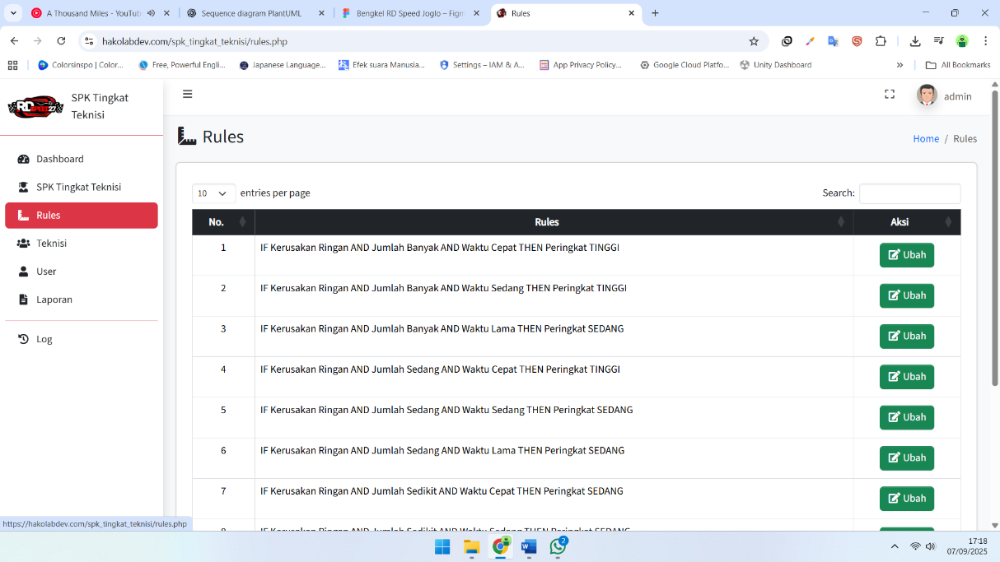 A Thousand Miles - YouTub
Sequence diagram PlantUML
Bengkel RD Speed Joglo – Figm
Rules
hakolabdev.com/spk_tingkat_teknisi/rules.php
Colorsinspo | Color...
Free, Powerful Engli...
Japanese Language...
Efek suara Manusia...
Settings – IAM & A...
App Privacy Policy...
Google Cloud Platfo...
Unity Dashboard
All Bookmarks
RD SPEED 27
SPK Tingkat
Teknisi
admin
Dashboard
SPK Tingkat Teknisi
Rules
Teknisi
User
Laporan
Log
Rules
Home / Rules
10 entries per page
Search:
No. Rules Aksi
1 IF Kerusakan Ringan AND Jumlah Banyak AND Waktu Cepat THEN Peringkat TINGGI Ubah
2 IF Kerusakan Ringan AND Jumlah Banyak AND Waktu Sedang THEN Peringkat TINGGI Ubah
3 IF Kerusakan Ringan AND Jumlah Banyak AND Waktu Lama THEN Peringkat SEDANG Ubah
4 IF Kerusakan Ringan AND Jumlah Sedang AND Waktu Cepat THEN Peringkat TINGGI Ubah
5 IF Kerusakan Ringan AND Jumlah Sedang AND Waktu Sedang THEN Peringkat SEDANG Ubah
6 IF Kerusakan Ringan AND Jumlah Sedang AND Waktu Lama THEN Peringkat SEDANG Ubah
7 IF Kerusakan Ringan AND Jumlah Sedikit AND Waktu Cepat THEN Peringkat SEDANG Ubah
8 IF Kerusakan Ringan AND Jumlah Sedikit AND Waktu Sedang THEN Peringkat SEDANG
https://hakolabdev.com/spk_tingkat_teknisi/rules.php
2
17:18
07/09/2025